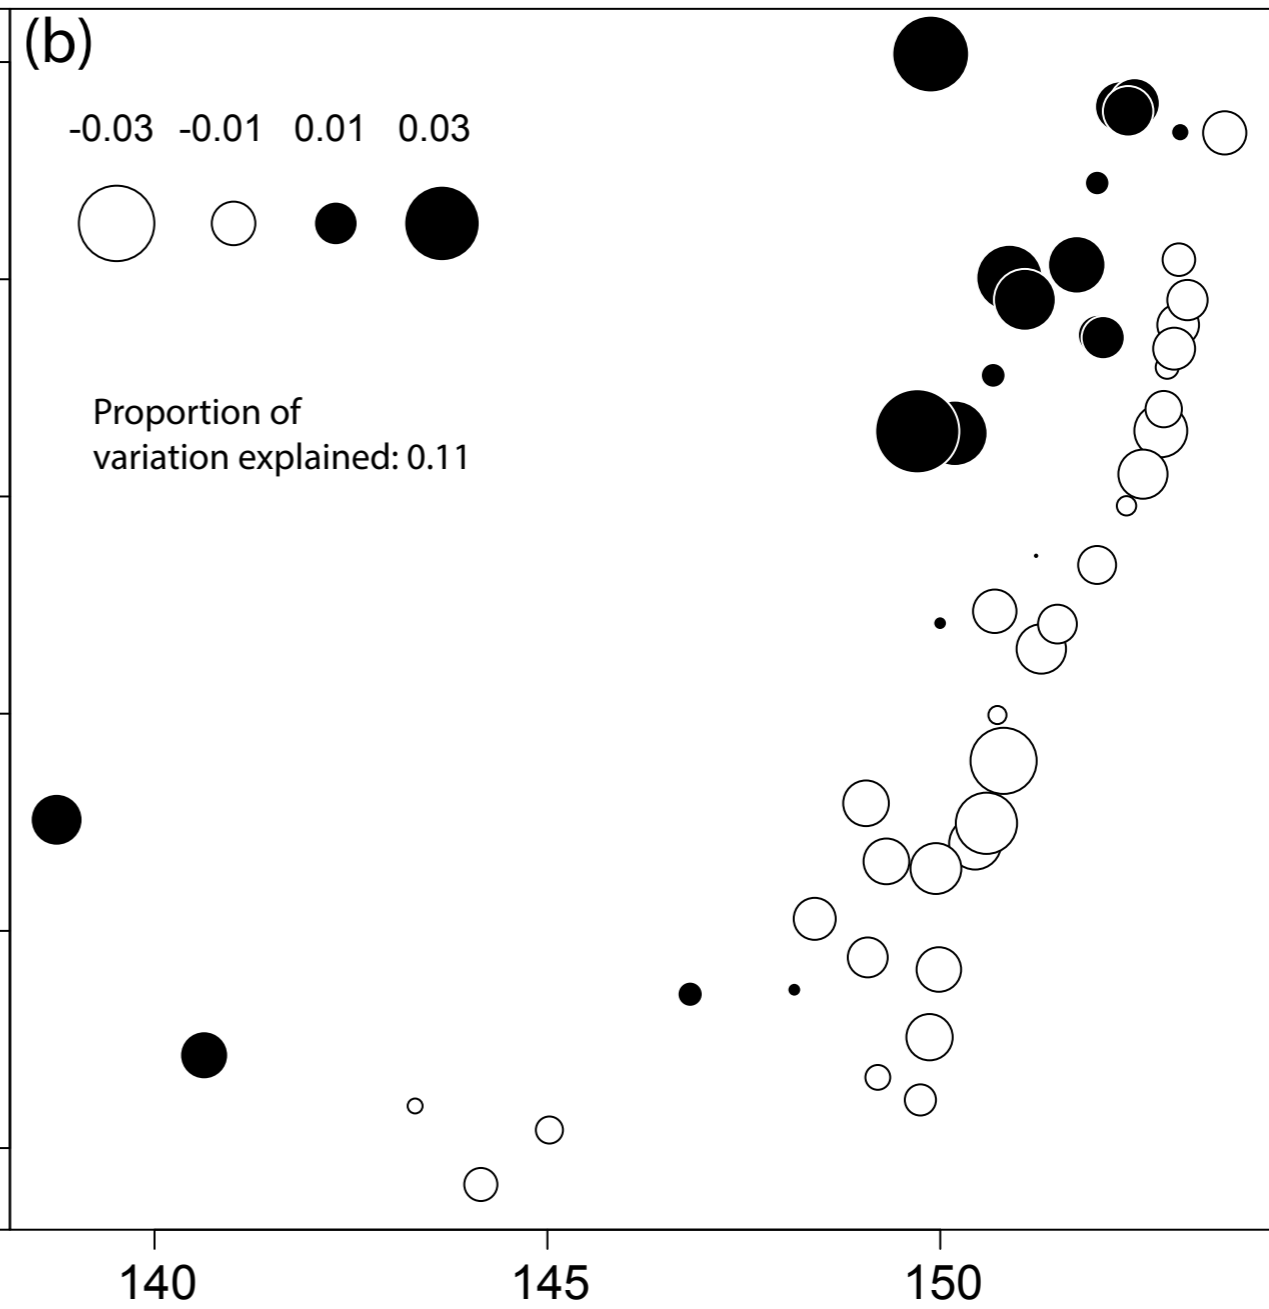 (b)
-0.03 -0.01 0.01 0.03
Proportion of
variation explained: 0.11
140 145 150